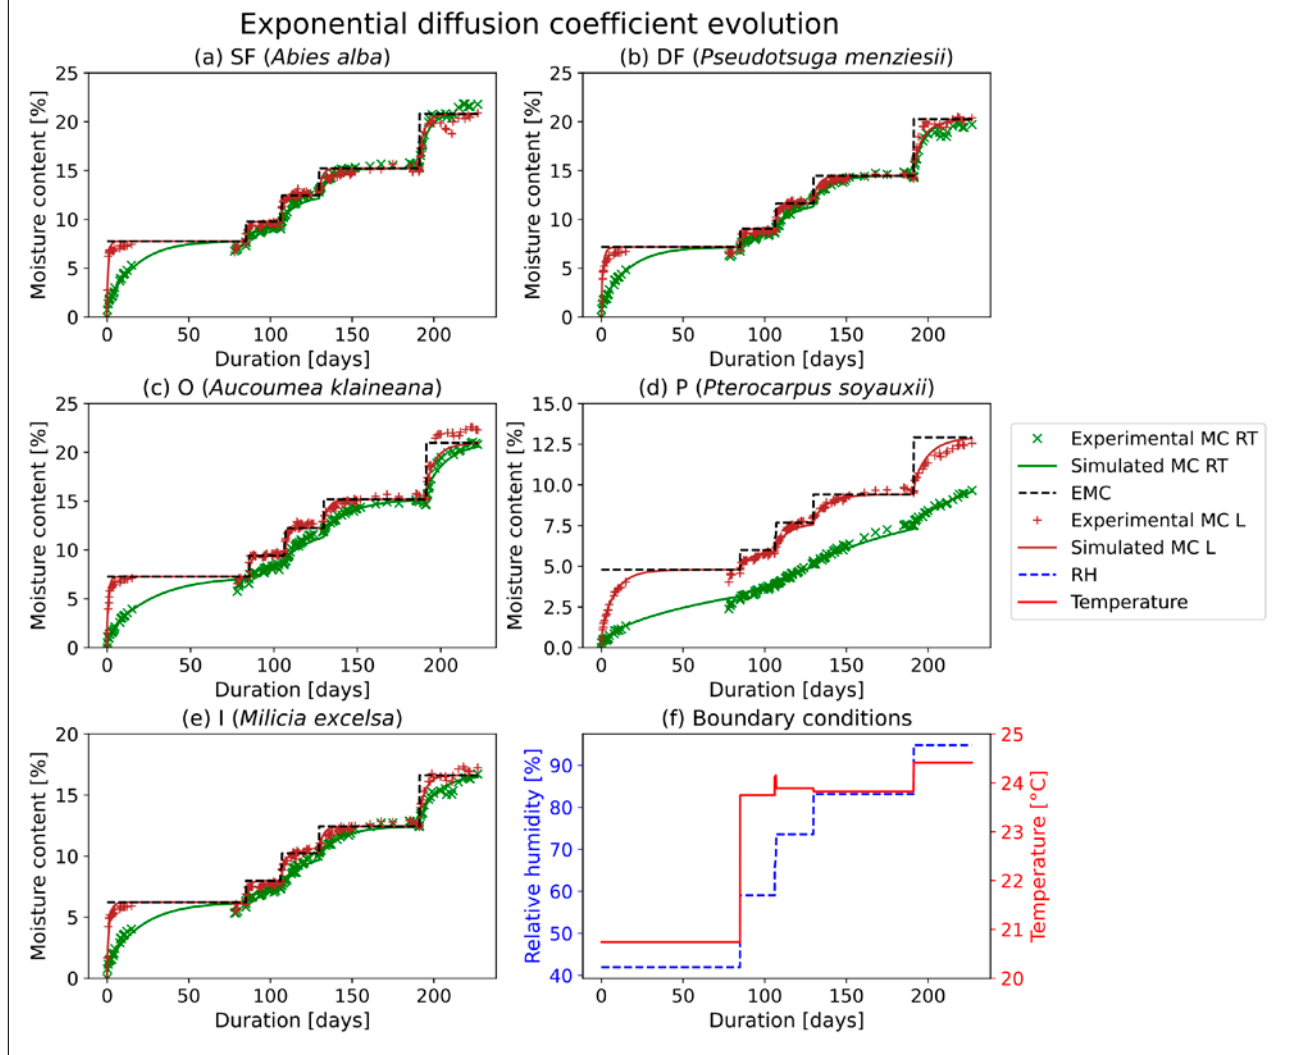 Exponential diffusion coefficient evolution
(a) SF (Abies alba)
25
20
15
10
5
0
Moisture content [%]
0 50 100 150 200
Duration [days]
(b) DF (Pseudotsuga menziesii)
25
20
15
10
5
0
Moisture content [%]
0 50 100 150 200
Duration [days]
(c) O (Aucoumea klaineana)
25
20
15
10
5
0
Moisture content [%]
0 50 100 150 200
Duration [days]
(d) P (Pterocarpus soyauxii)
15.0
12.5
10.0
7.5
5.0
2.5
0.0
Moisture content [%]
0 50 100 150 200
Duration [days]
Experimental MC RT
Simulated MC RT
EMC
Experimental MC L
Simulated MC L
RH
Temperature
(e) I (Milicia excelsa)
20
15
10
5
0
Moisture content [%]
0 50 100 150 200
Duration [days]
(f) Boundary conditions
90
80
70
60
50
40
Relative humidity [%]
25
24
23
22
21
20
Temperature [°C]
0 50 100 150 200
Duration [days]